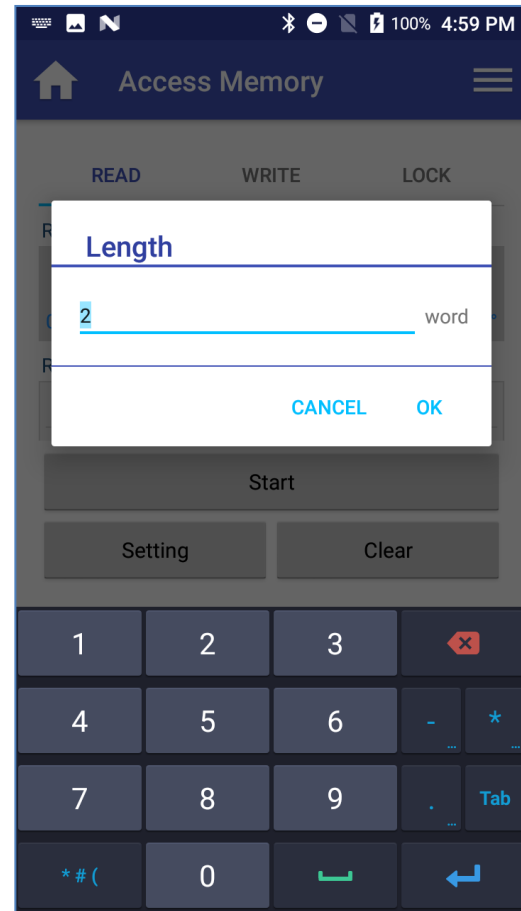 100% 4:59 PM
Access Memory
READ WRITE LOCK
R
Length
2 word
R
CANCEL OK
Start
Setting Clear
1 2 3
4 5 6 - * ...
...
7 8 9 . Tab
...
* # ( 0